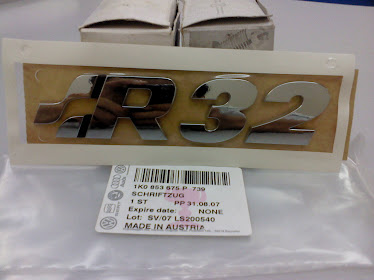 R32
1K0 853 675 P 739
SCHRIFTZUG
1 ST PP 31.08.07
Expire date: NONE
Lot: SV/07 LS200540
MADE IN AUSTRIA